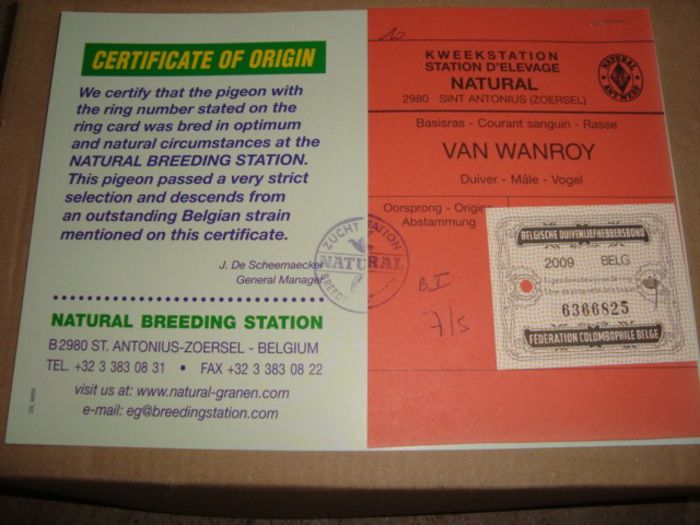 CERTIFICATE OF ORIGIN
We certify that the pigeon with
the ring number stated on the
ring card was bred in optimum
and natural circumstances at the
NATURAL BREEDING STATION.
This pigeon passed a very strict
selection and descends from
an outstanding Belgian strain
mentioned on this certificate.
J. De Scheemaecker
General Manager
NATURAL BREEDING STATION
B2980 ST. ANTONIUS-ZOERSEL - BELGIUM
TEL. +32 3 383 08 31 • FAX +32 3 383 08 22
visit us at: www.natural-granen.com
e-mail: eg@breedingstation.com
ZUCHT STATION
NATURAL
10
KWEEKSTATION
STATION D'ELEVAGE
NATURAL
2980 SINT ANTONIUS (ZOERSEL)
NATURAL
ANTWERP
Basisras - Courant sanguin - Rasse
VAN WANROY
Duiver - Mâle - Vogel
Oorsprong - Origine
Abstammung
7/5
BELGISCHE DUIVENLIEFHEBBERSBOND
2009 BELG
6366825
FEDERATION COLOMBOPHILE BELGE